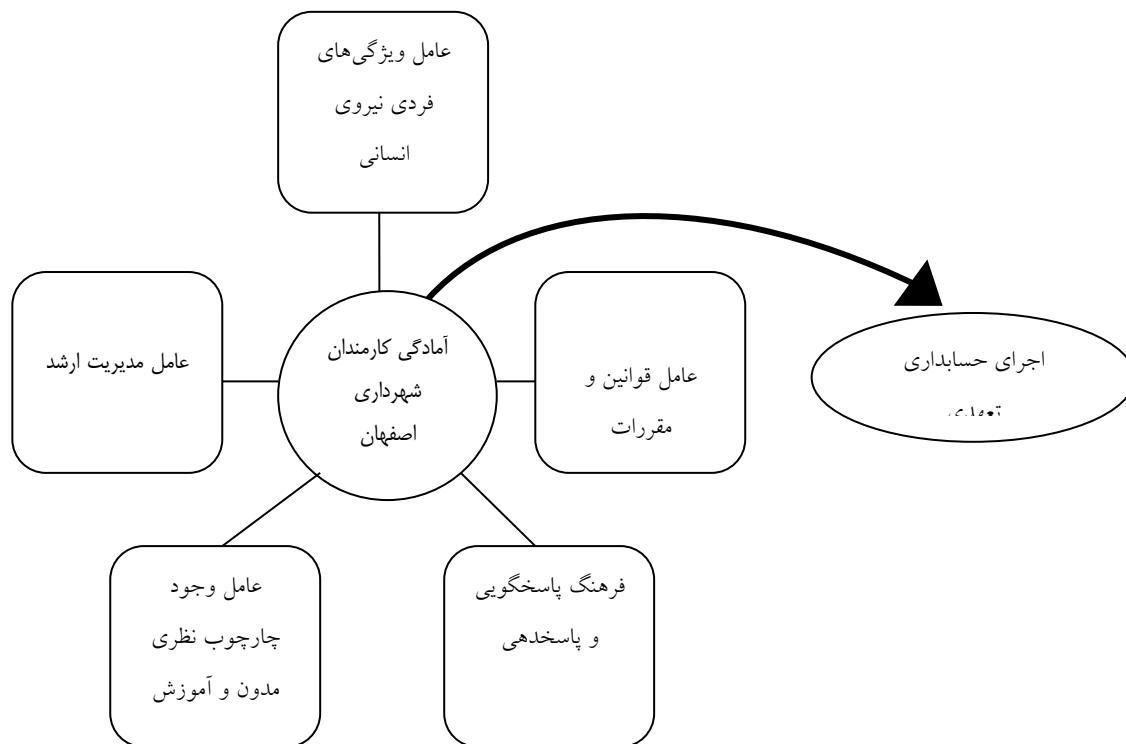 عامل ویژگی‌های
فردی نیروی
انسانی
آمادگی کارمندان
شهرداری
اصفهان
عامل مدیریت ارشد
عامل قوانین و
مقررات
اجرای حسابداری
تعهدی
عامل وجود
چارچوب نظری
مدون و آموزش
فرهنگ پاسخگویی
و پاسخدهی